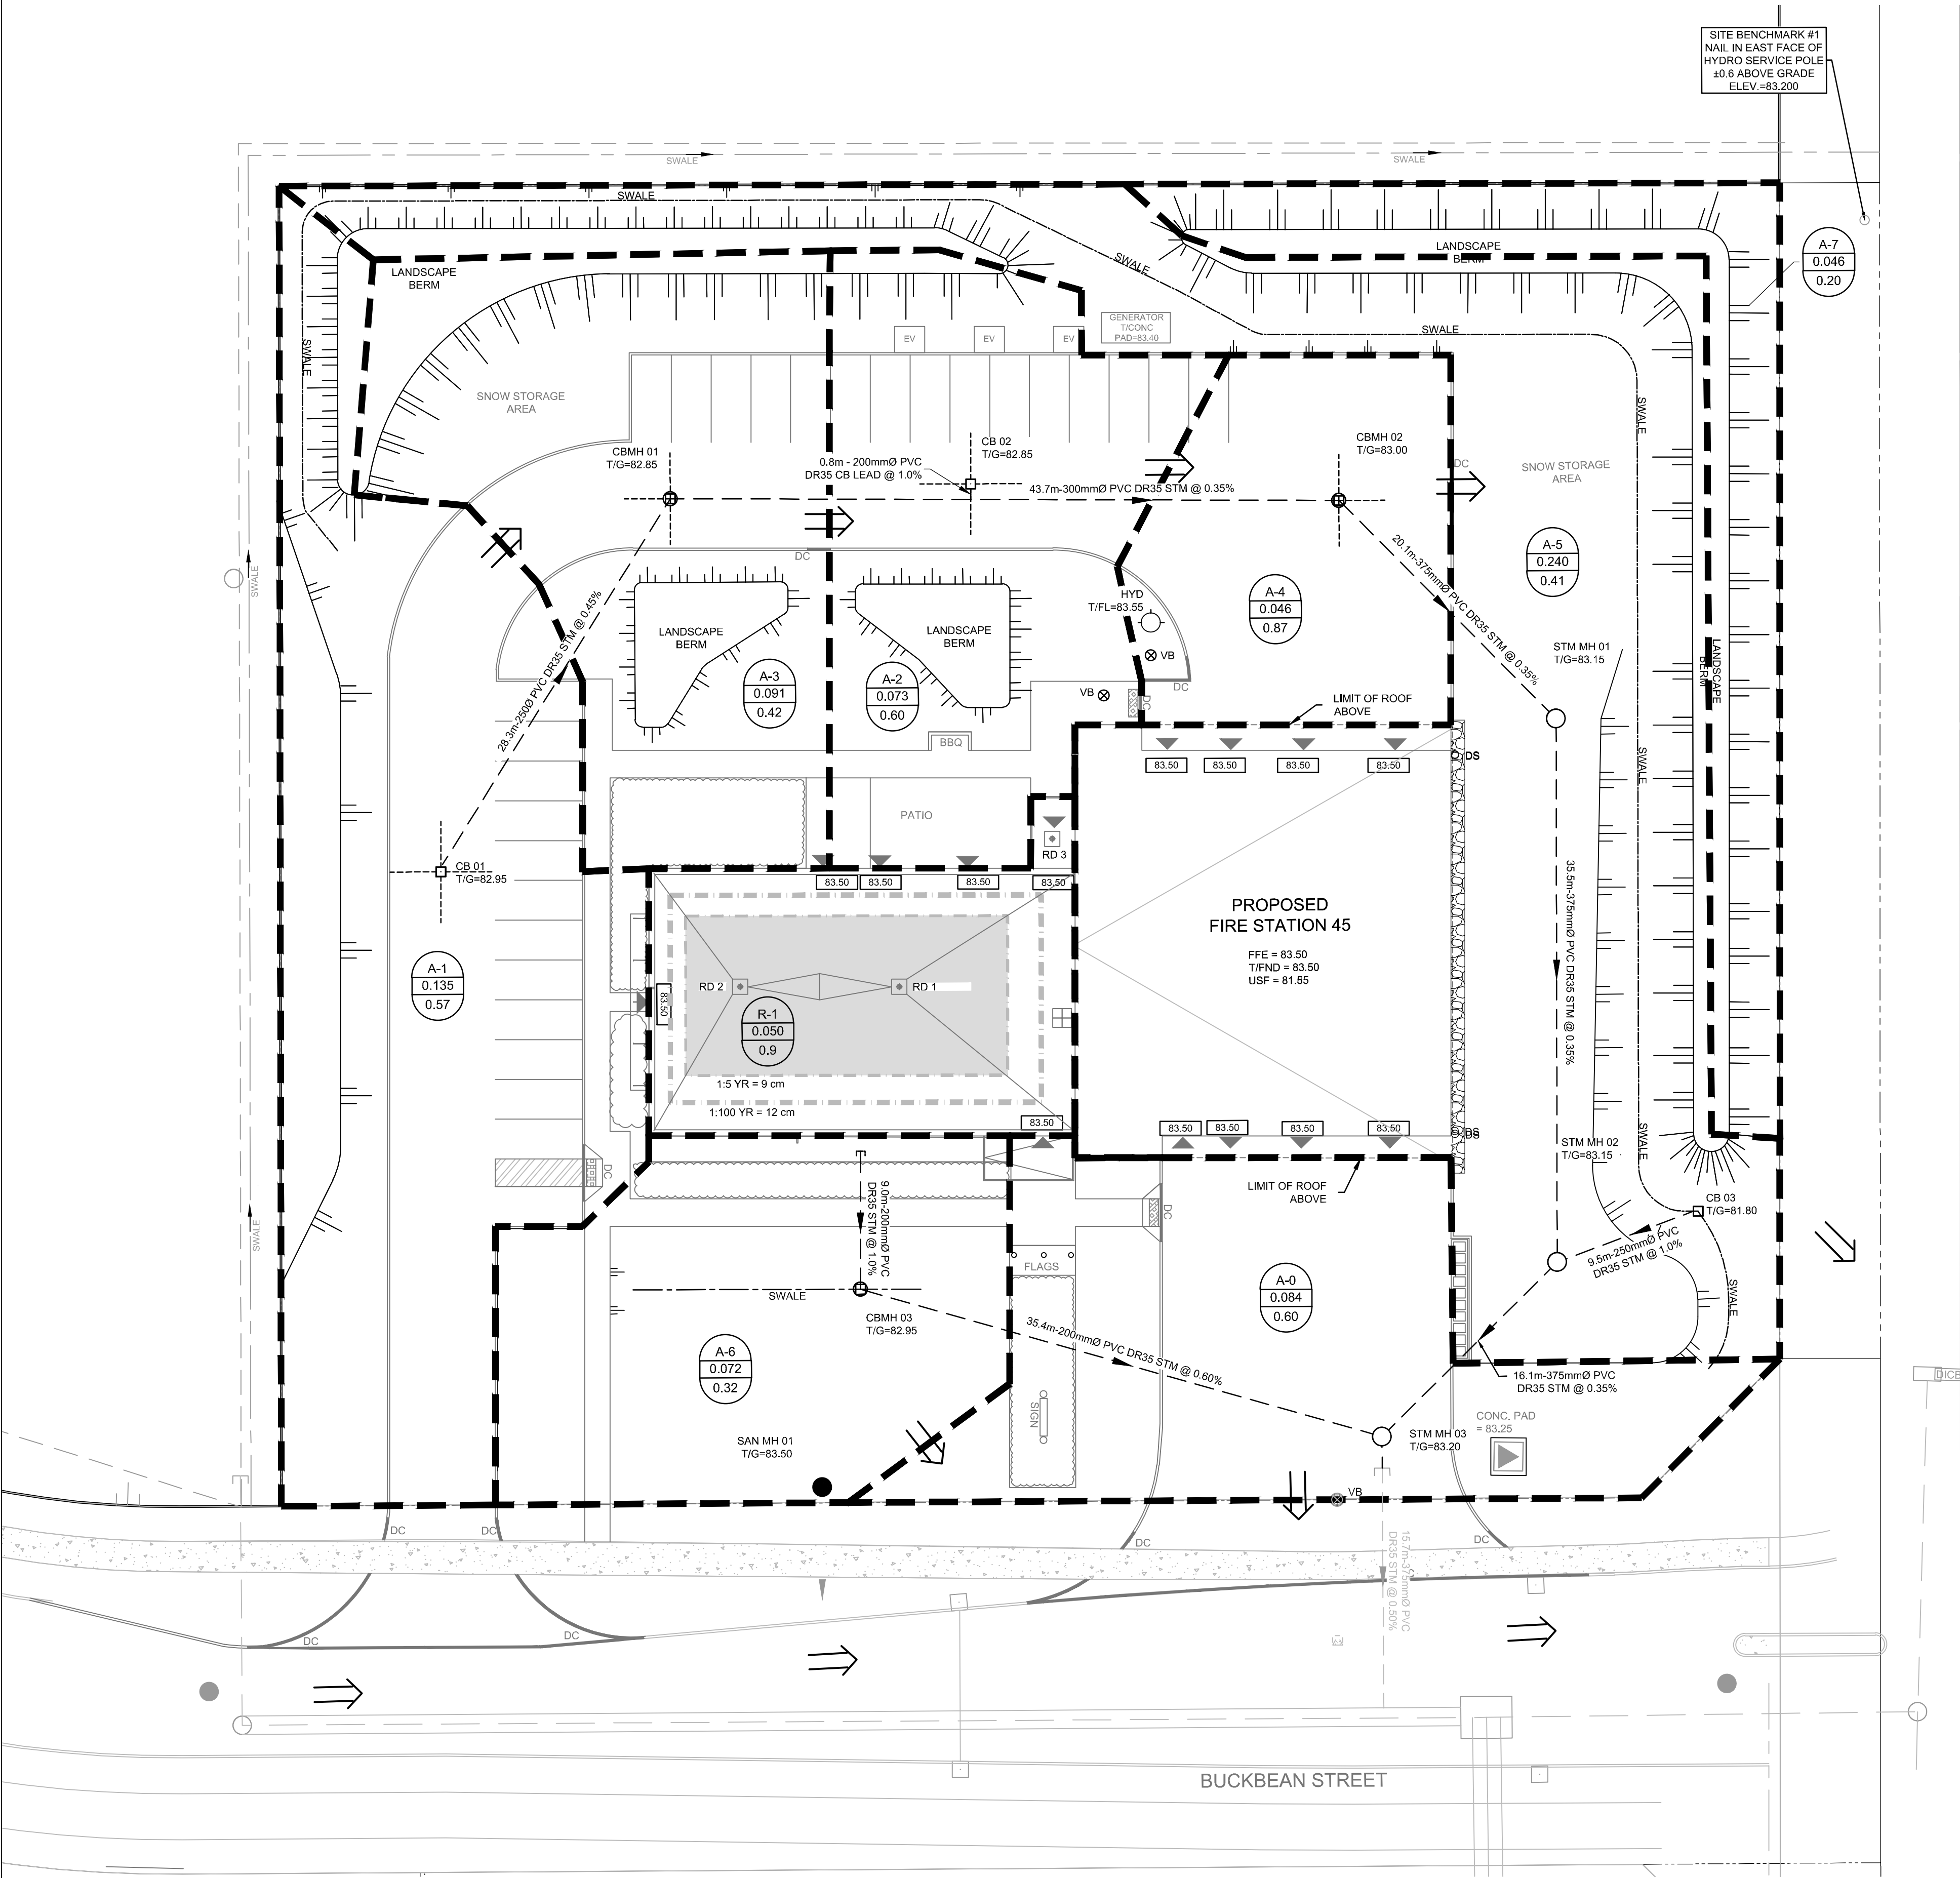 SITE BENCHMARK #1
NAIL IN EAST FACE OF
HYDRO SERVICE POLE
±0.6 ABOVE GRADE
ELEV.=83.200
SWALE
SWALE
SWALE
LANDSCAPE
BERM
SWALE
LANDSCAPE
BERM
A-7
0.046
0.20
SWALE
GENERATOR
T/CONC
PAD=83.40
EV
EV
EV
SWALE
SNOW STORAGE
AREA
SWALE
CBMH 01
T/G=82.85
0.8m - 200mmØ PVC
DR35 CB LEAD @ 1.0%
CB 02
T/G=82.85
CBMH 02
T/G=83.00
DC
SNOW STORAGE
AREA
43.7m-300mmØ PVC DR35 STM @ 0.35%
20.1m-375mmØ PVC DR35 STM @ 0.35%
A-5
0.240
0.41
DC
SWALE
28.3m-250Ø PVC DR35 STM @ 0.45%
HYD
T/FL=83.55
A-4
0.046
0.87
LANDSCAPE
BERM
LANDSCAPE
BERM
A-3
0.091
0.42
A-2
0.073
0.60
VB
VB
DC
DC
STM MH 01
T/G=83.15
LANDSCAPE
BERM
LIMIT OF ROOF
ABOVE
BBQ
83.50
83.50
83.50
83.50
DS
SWALE
PATIO
RD 3
CB 01
T/G=82.95
83.50
83.50
83.50
83.50
PROPOSED
FIRE STATION 45
FFE = 83.50
T/FND = 83.50
USF = 81.55
35.5m-375mmØ PVC DR35 STM @ 0.35%
A-1
0.135
0.57
83.50
RD 2
RD 1
R-1
0.050
0.9
1:5 YR = 9 cm
1:100 YR = 12 cm
83.50
83.50
83.50
83.50
83.50
DS
STM MH 02
T/G=83.15
SWALE
DC
9.0m-200mmØ PVC
DR35 STM @ 1.0%
LIMIT OF ROOF
ABOVE
DC
CB 03
T/G=81.80
9.5m-250mmØ PVC
DR35 STM @ 1.0%
SWALE
FLAGS
SWALE
SWALE
CBMH 03
T/G=82.95
A-0
0.084
0.60
35.4m-200mmØ PVC DR35 STM @ 0.60%
A-6
0.072
0.32
16.1m-375mmØ PVC
DR35 STM @ 0.35%
DICB
SIGN
CONC. PAD
= 83.25
STM MH 03
T/G=83.20
SAN MH 01
T/G=83.50
VB
DC
DC
DC
DC
15.7m-375mmØ PVC
DR35 STM @ 0.50%
DC
DC
BUCKBEAN STREET